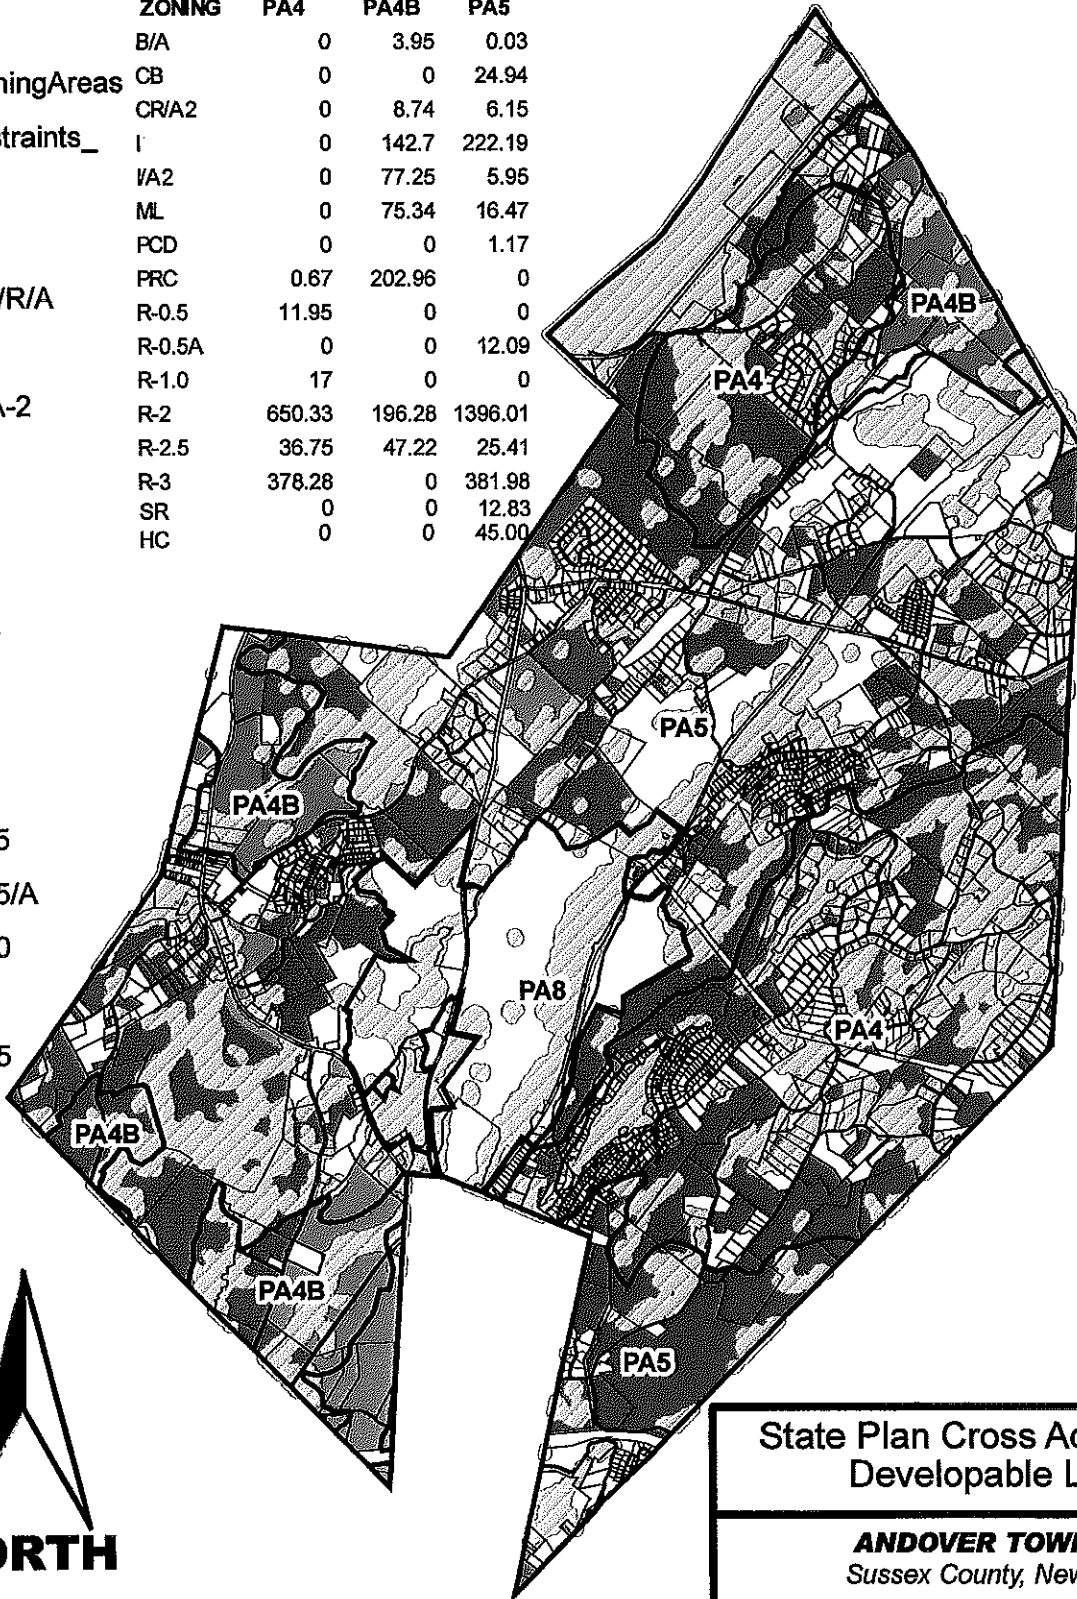 ZONING PA4 PA4B PA5
B/A 0 3.95 0.03
ningAreas CB 0 0 24.94
CR/A2 0 8.74 6.15
traints_ I 0 142.7 222.19
I/A2 0 77.25 5.95
ML 0 75.34 16.47
PCD 0 0 1.17
PRC 0.67 202.96 0
/R/A R-0.5 11.95 0 0
R-0.5A 0 0 12.09
R-1.0 17 0 0
A-2 R-2 650.33 196.28 1396.01
R-2.5 36.75 47.22 25.41
R-3 378.28 0 381.98
SR 0 0 12.83
HC 0 0 45.00
PA4B
PA4
PA5
PA4B
5
5/A
0
PA8
PA4
5
PA4B
PA4B
PA5
ORTH
State Plan Cross Ac
Developable L
ANDOVER TOW
Sussex County, New